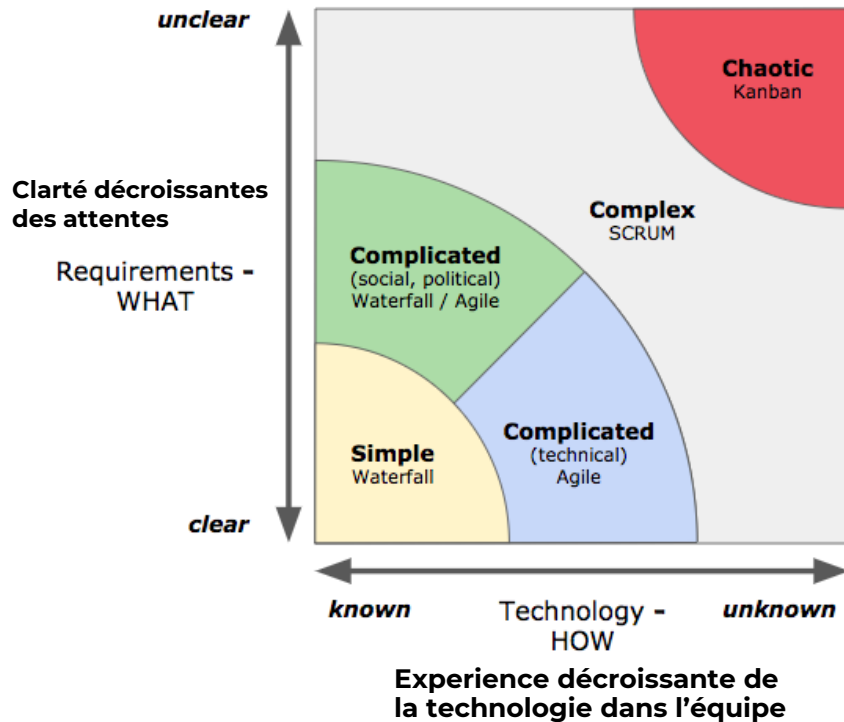 unclear
Chaotic
Kanban
Clarté décroissantes
des attentes
Requirements -
WHAT
Complex
SCRUM
Complicated
(social, political)
Waterfall / Agile
Simple
Waterfall
Complicated
(technical)
Agile
clear
known
Technology -
HOW
unknown
Experience décroissante de
la technologie dans l'équipe